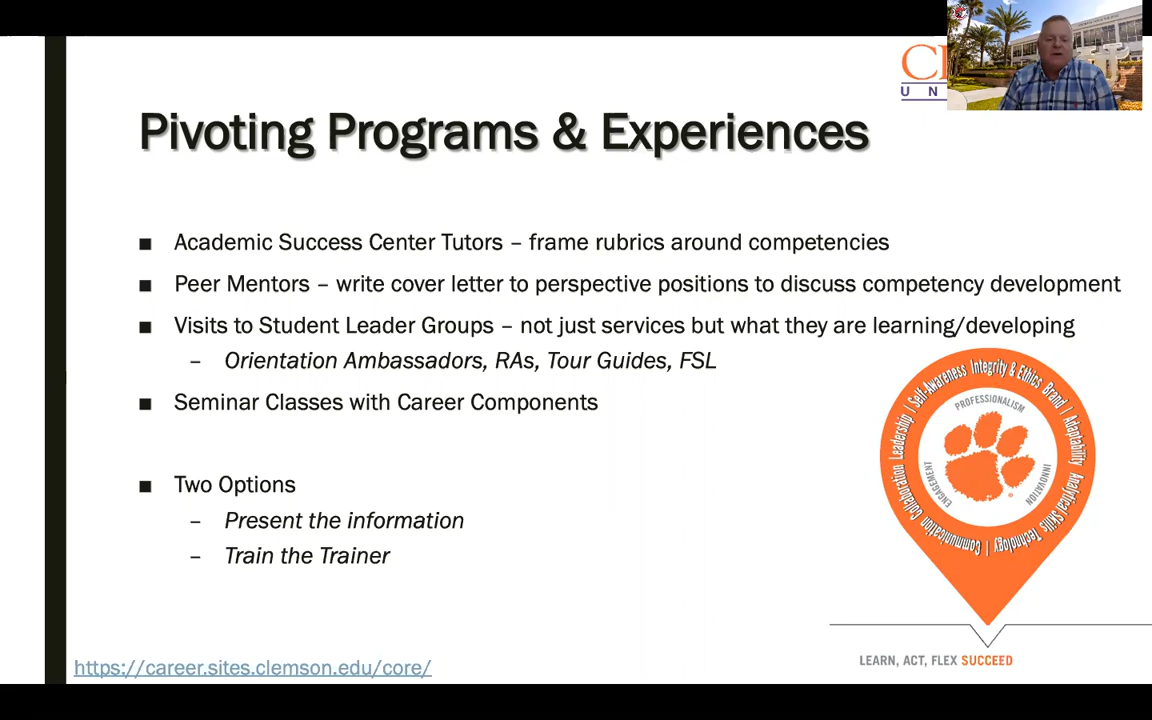 CL
UN
Pivoting Programs & Experiences
■ Academic Success Center Tutors – frame rubrics around competencies
■ Peer Mentors – write cover letter to perspective positions to discuss competency development
■ Visits to Student Leader Groups – not just services but what they are learning/developing
– Orientation Ambassadors, RAs, Tour Guides, FSL
■ Seminar Classes with Career Components
■ Two Options
– Present the information
– Train the Trainer
Communication Collaboration Leadership | Self-Awareness Integrity & Ethics Brand | Adaptability Analytical Skills Technology |
PROFESSIONALISM
ENGAGEMENT
INNOVATION
LEARN, ACT, FLEX SUCCEED
https://career.sites.clemson.edu/core/